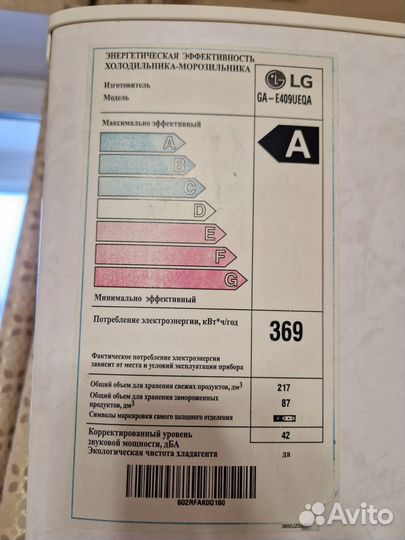 ЭНЕРГЕТИЧЕСКАЯ ЭФФЕКТИВНОСТЬ
ХОЛОДИЛЬНИКА-МОРОЗИЛЬНИКА
LG
Изготовитель
Модель
GA-E409UEQA
Максимально эффективный
A
A
B
C
D
E
F
G
Минимально эффективный
Потребление электроэнергии, кВт*ч/год
369
Фактическое потребление электроэнергии
зависит от места и условий эксплуатации прибора
Общий объем для хранения свежих продуктов, дм³
217
Общий объем для хранения замороженных
продуктов, дм³
87
Символы маркировки самого холодного отделения
Корректированный уровень
звуковой мощности, дБА
42
Экологическая чистота хладагента
да
602RFAK0G160
Avito